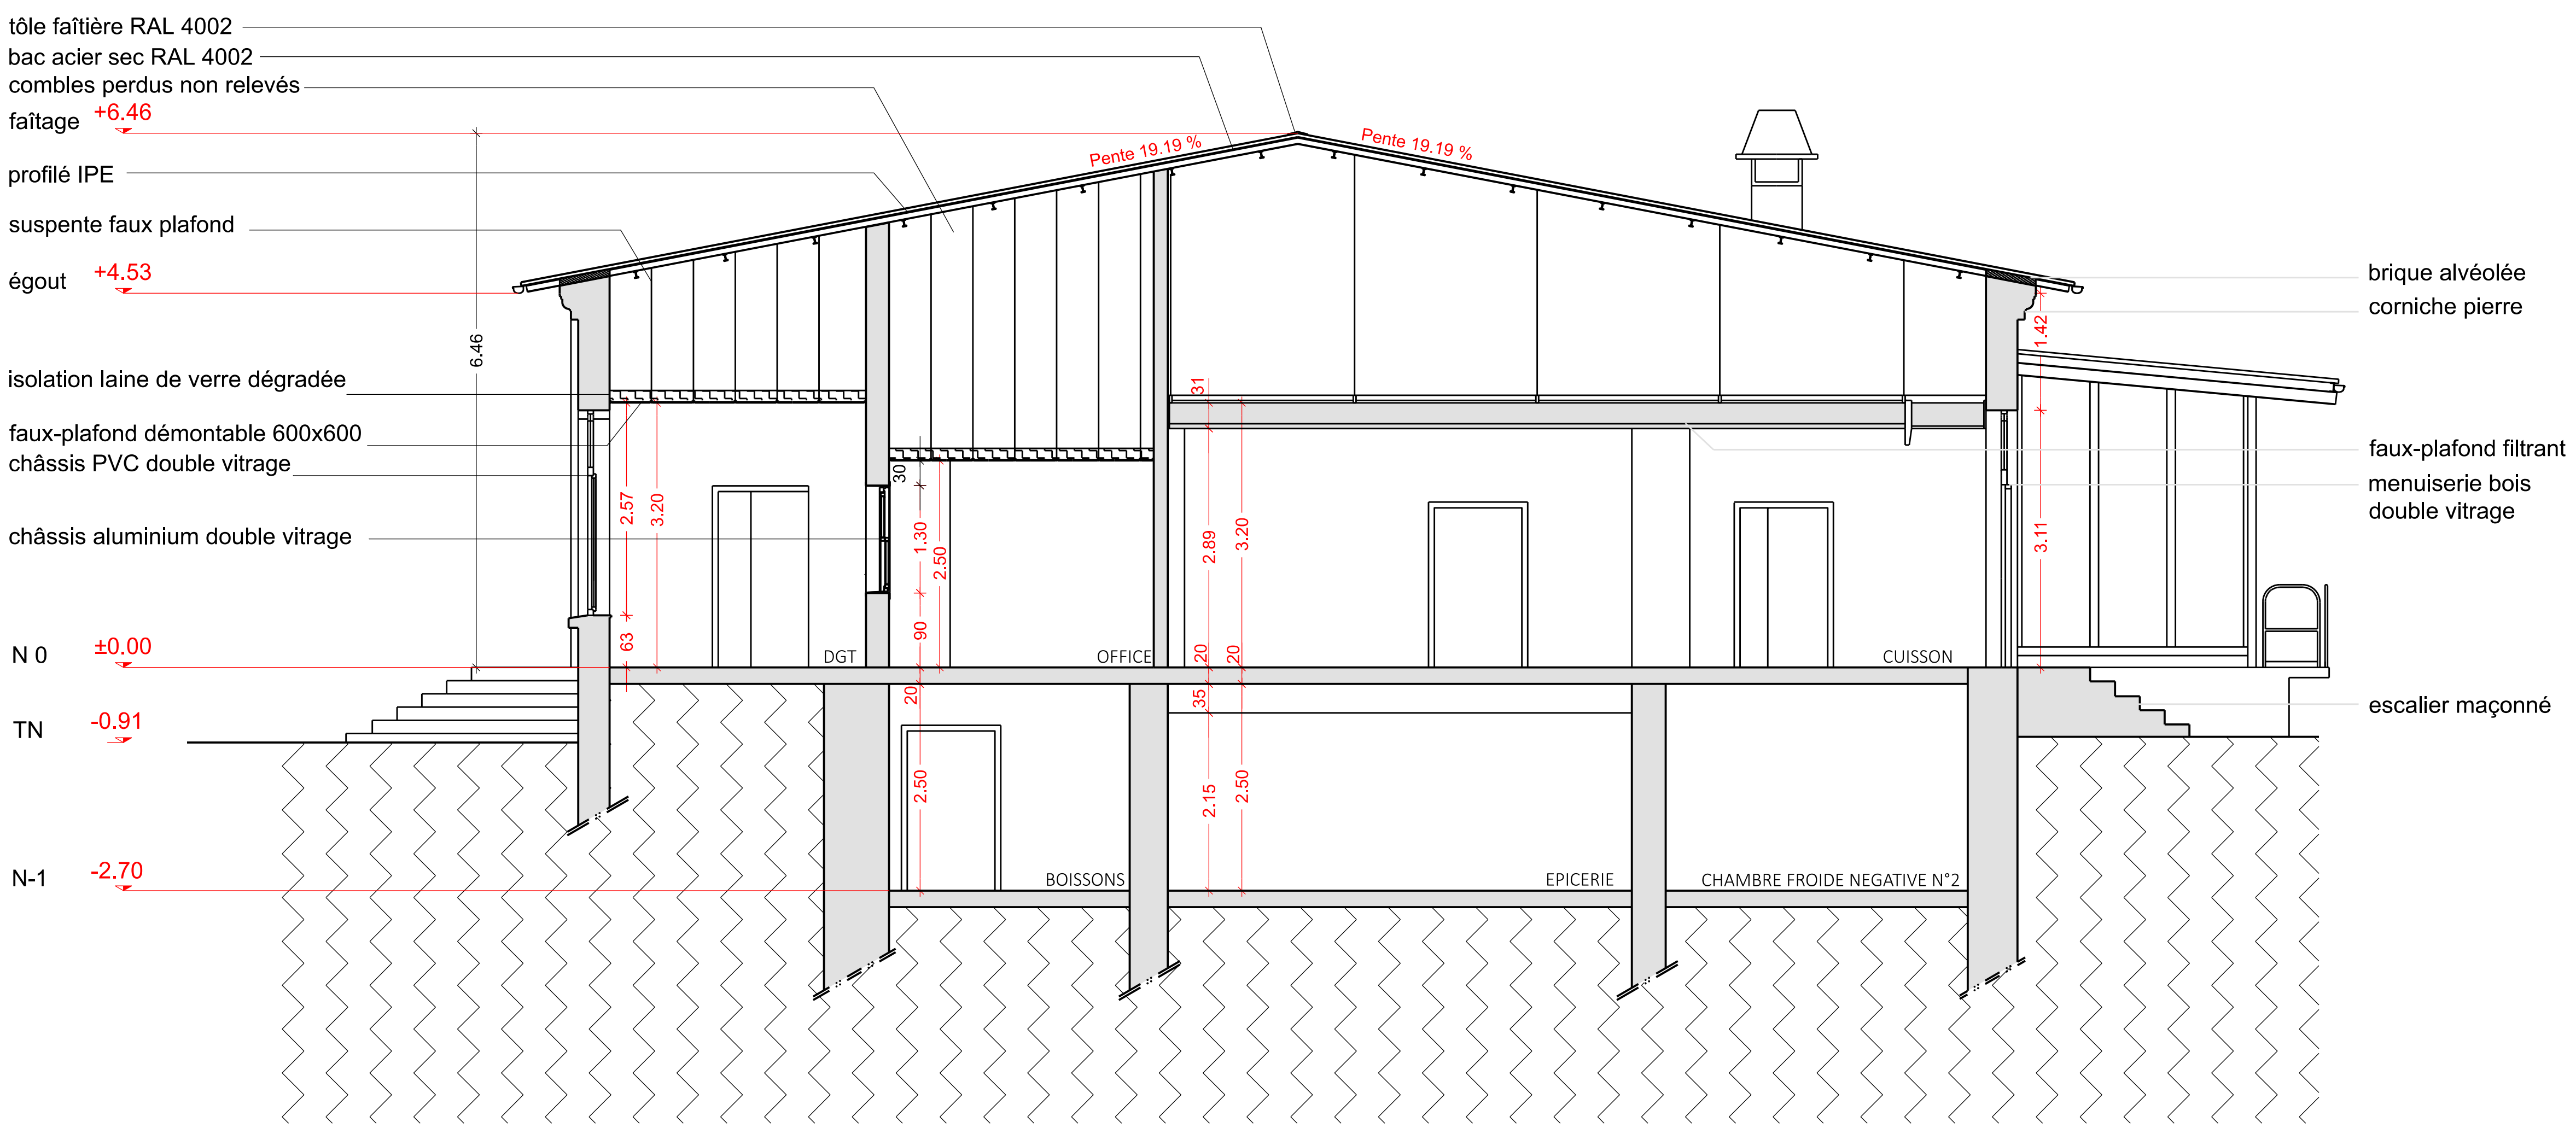 tôle faîtière RAL 4002
bac acier sec RAL 4002
combles perdus non relevés
faîtage +6.46
Pente 19.19 %
Pente 19.19 %
profilé IPE
suspente faux plafond
égout +4.53
brique alvéolée
corniche pierre
1.42
6.46
isolation laine de verre dégradée
31
faux-plafond démontable 600x600
châssis PVC double vitrage
faux-plafond filtrant
menuiserie bois
double vitrage
30
2.57
3.20
1.30
2.50
2.89
3.20
3.11
châssis aluminium double vitrage
63
90
20
20
N 0 ±0.00
DGT
OFFICE
CUISSON
20
35
TN -0.91
escalier maçonné
2.50
2.15
2.50
N-1 -2.70
BOISSONS
EPICERIE
CHAMBRE FROIDE NEGATIVE N°2